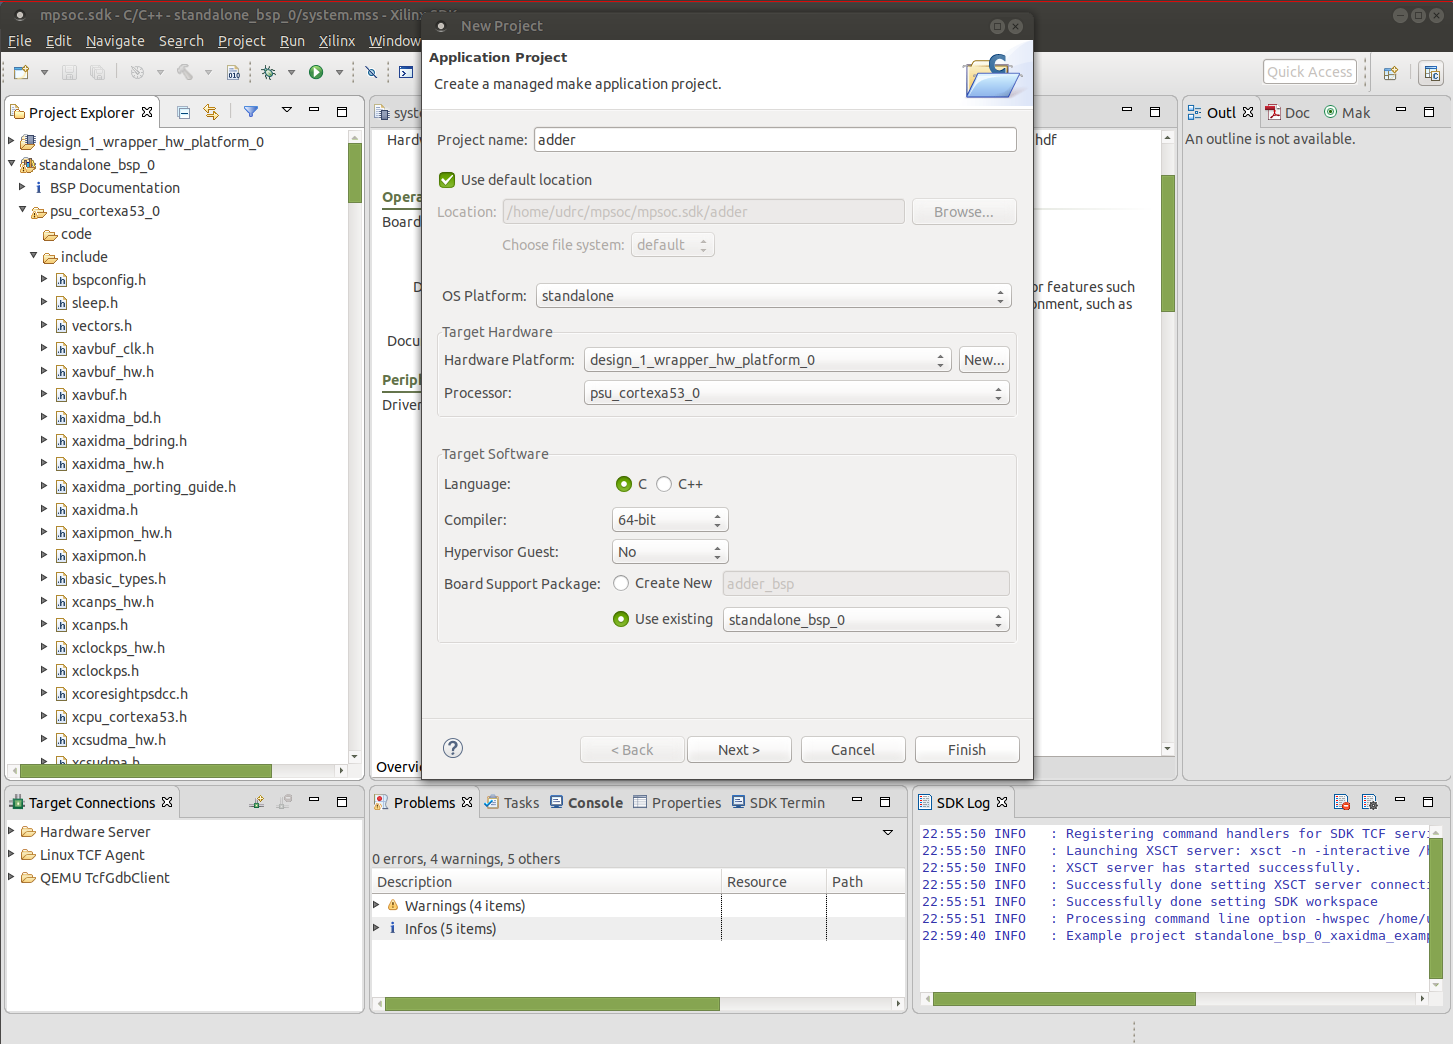 mpsoc.sdk - C/C++ - standalone_bsp_0/system.mss - Xilinx SDK
New Project
File Edit Navigate Search Project Run Xilinx Window
Quick Access
Application Project
Create a managed make application project.
Project name: adder
Use default location
Location: /home/udrc/mpsoc/mpsoc.sdk/adder Browse...
Choose file system: default
OS Platform: standalone
Target Hardware
Hardware Platform: design_1_wrapper_hw_platform_0 New...
Processor: psu_cortexa53_0
Target Software
Language: C C++
Compiler: 64-bit
Hypervisor Guest: No
Board Support Package: Create New adder_bsp
Use existing standalone_bsp_0
< Back Next > Cancel Finish
Project Explorer
design_1_wrapper_hw_platform_0
standalone_bsp_0
BSP Documentation
psu_cortexa53_0
code
include
bspconfig.h
sleep.h
vectors.h
xavbuf_clk.h
xavbuf_hw.h
xavbuf.h
xaxidma_bd.h
xaxidma_bdring.h
xaxidma_hw.h
xaxidma_porting_guide.h
xaxidma.h
xaxipmon_hw.h
xaxipmon.h
xbasic_types.h
xcanps_hw.h
xcanps.h
xclockps_hw.h
xclockps.h
xcoresightpsdcc.h
xcpu_cortexa53.h
xcsudma_hw.h
xcsudma.h
syst
Hardw
hdf
Opera
Board
D
or features such
onment, such as
Docu
Periph
Driver
Overvi
Outl Doc Mak
An outline is not available.
Target Connections
Hardware Server
Linux TCF Agent
QEMU TcfGdbClient
Problems Tasks Console Properties SDK Termin
0 errors, 4 warnings, 5 others
Description Resource Path
Warnings (4 items)
Infos (5 items)
SDK Log
22:55:50 INFO : Registering command handlers for SDK TCF servi
22:55:50 INFO : Launching XSCT server: xsct -n -interactive /h
22:55:50 INFO : XSCT server has started successfully.
22:55:50 INFO : Successfully done setting XSCT server connecti
22:55:51 INFO : Successfully done setting SDK workspace
22:55:51 INFO : Processing command line option -hwspec /home/u
22:59:40 INFO : Example project standalone_bsp_0_xaxidma_examp